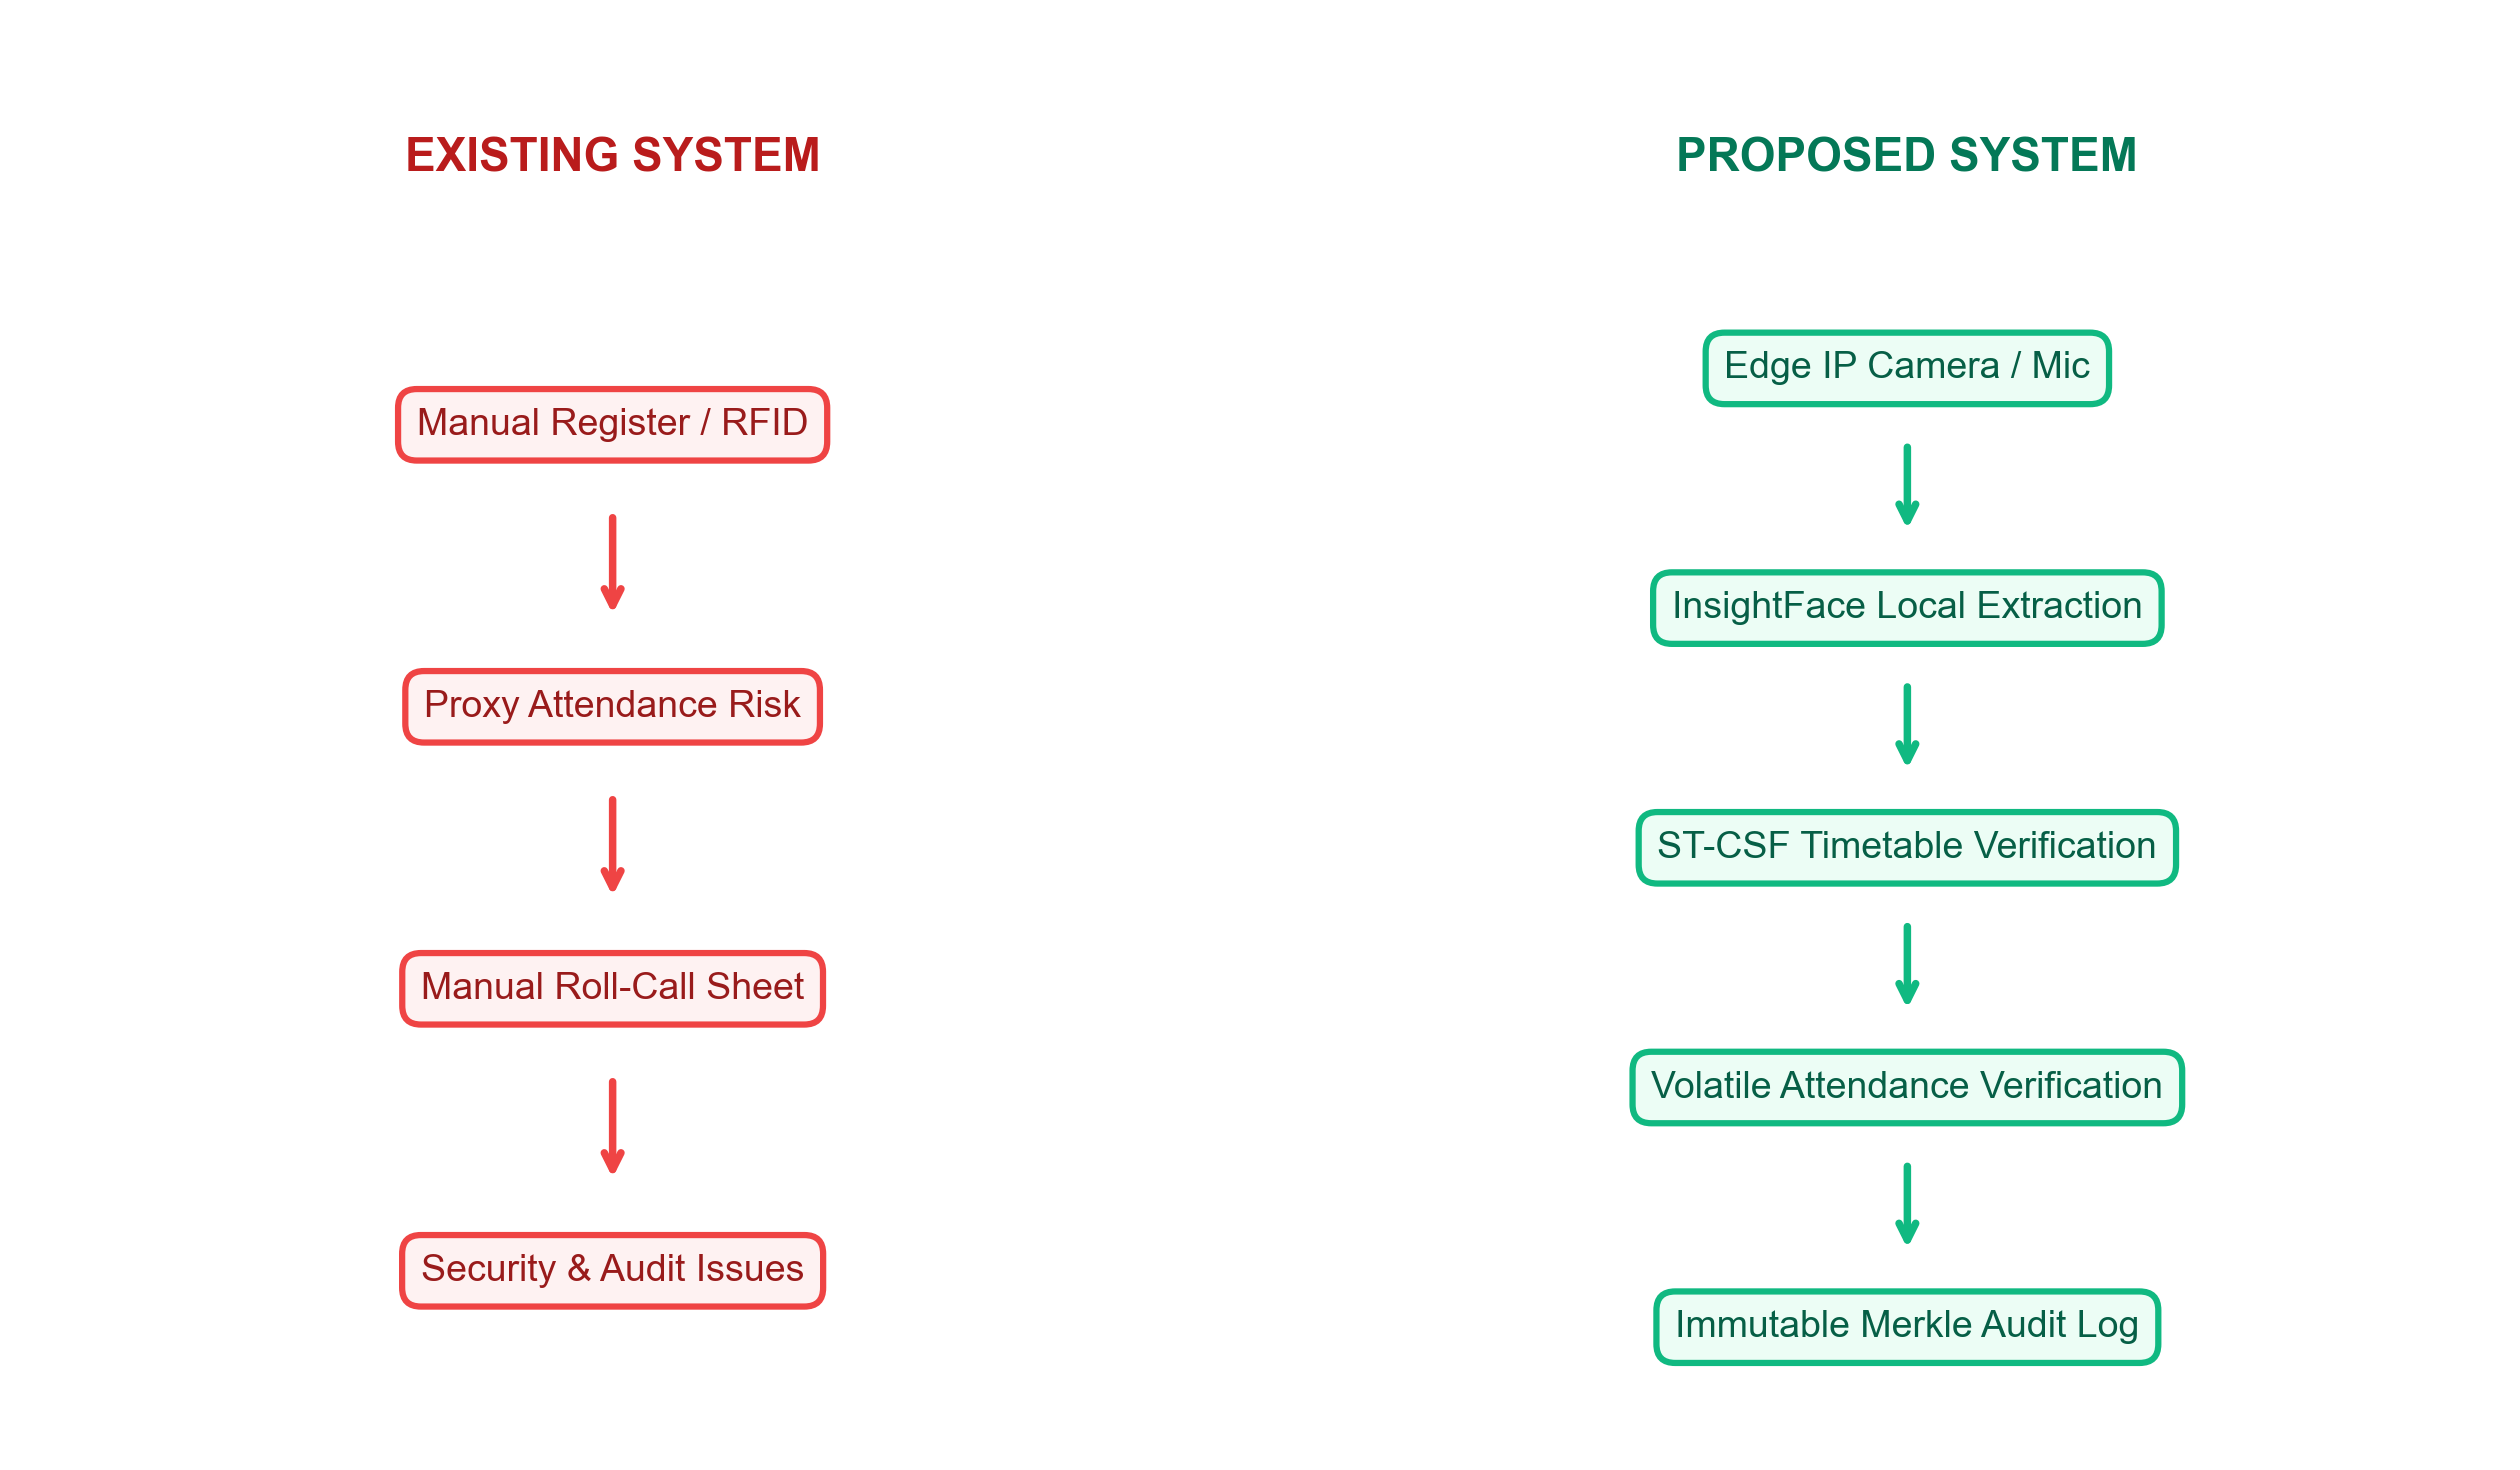 EXISTING SYSTEM
Manual Register / RFID
Proxy Attendance Risk
Manual Roll-Call Sheet
Security & Audit Issues
PROPOSED SYSTEM
Edge IP Camera / Mic
InsightFace Local Extraction
ST-CSF Timetable Verification
Volatile Attendance Verification
Immutable Merkle Audit Log